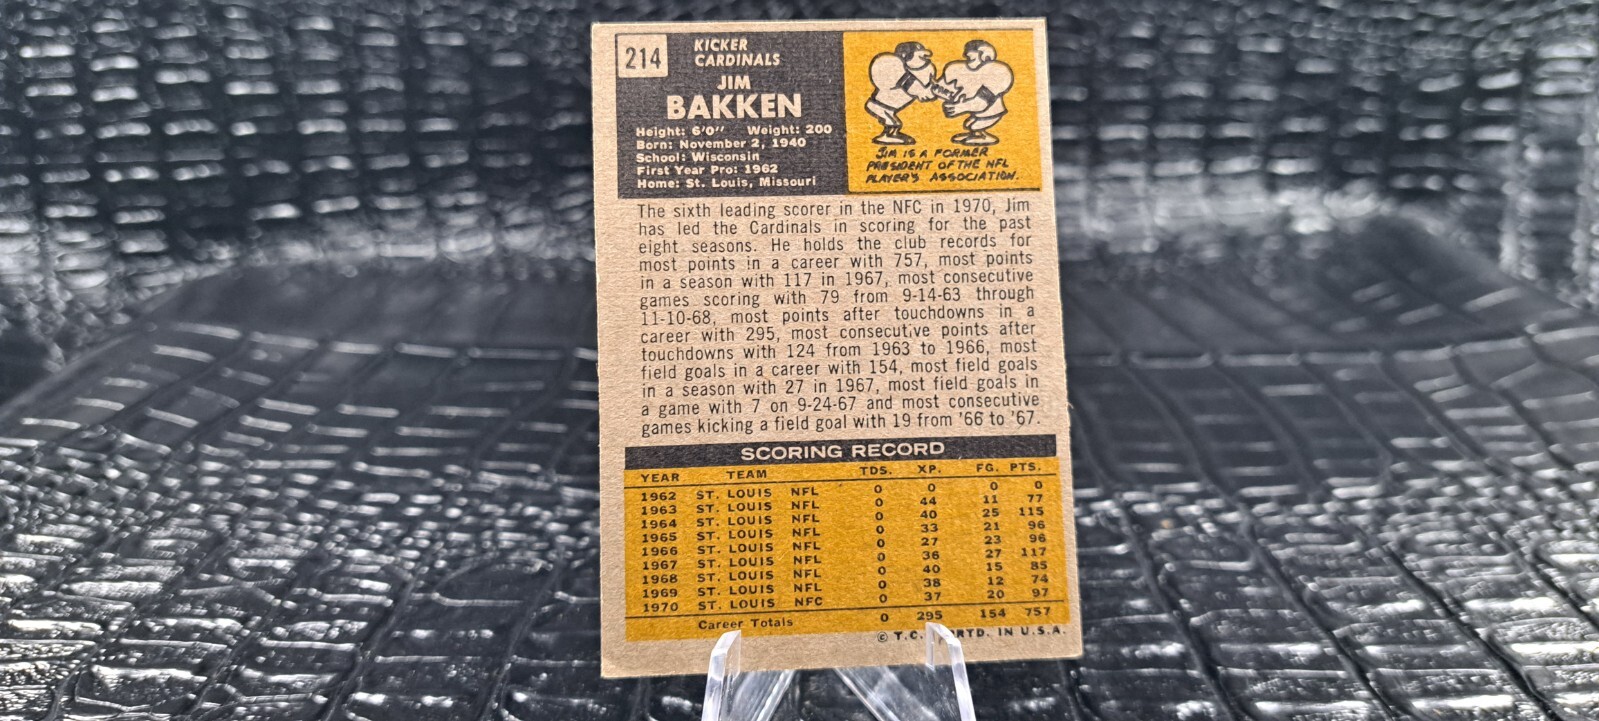 214
KICKER
CARDINALS
JIM
BAKKEN
Height: 6'0" Weight: 200
Born: November 2, 1940
School: Wisconsin
First Year Pro: 1962
Home: St. Louis, Missouri
JIM IS A FORMER
PRESIDENT OF THE NFL
PLAYER'S ASSOCIATION.
The sixth leading scorer in the NFC in 1970, Jim
has led the Cardinals in scoring for the past
eight seasons. He holds the club records for
most points in a career with 757, most points
in a season with 117 in 1967, most consecutive
games scoring with 79 from 9-14-63 through
11-10-68, most points after touchdowns in a
career with 295, most consecutive points after
touchdowns with 124 from 1963 to 1966, most
field goals in a career with 154, most field goals
in a season with 27 in 1967, most field goals in
a game with 7 on 9-24-67 and most consecutive
games kicking a field goal with 19 from '66 to '67.
SCORING RECORD
YEAR TEAM TDS. XP. FG. PTS.
1962 ST. LOUIS NFL 0 0 0 0
1963 ST. LOUIS NFL 0 44 11 77
1964 ST. LOUIS NFL 0 40 25 115
1965 ST. LOUIS NFL 0 33 21 96
1966 ST. LOUIS NFL 0 27 23 96
1967 ST. LOUIS NFL 0 36 27 117
1968 ST. LOUIS NFL 0 40 15 85
1969 ST. LOUIS NFL 0 38 12 74
1970 ST. LOUIS NFC 0 37 20 97
Career Totals 0 295 154 757
© T.C. IN U.S.A.